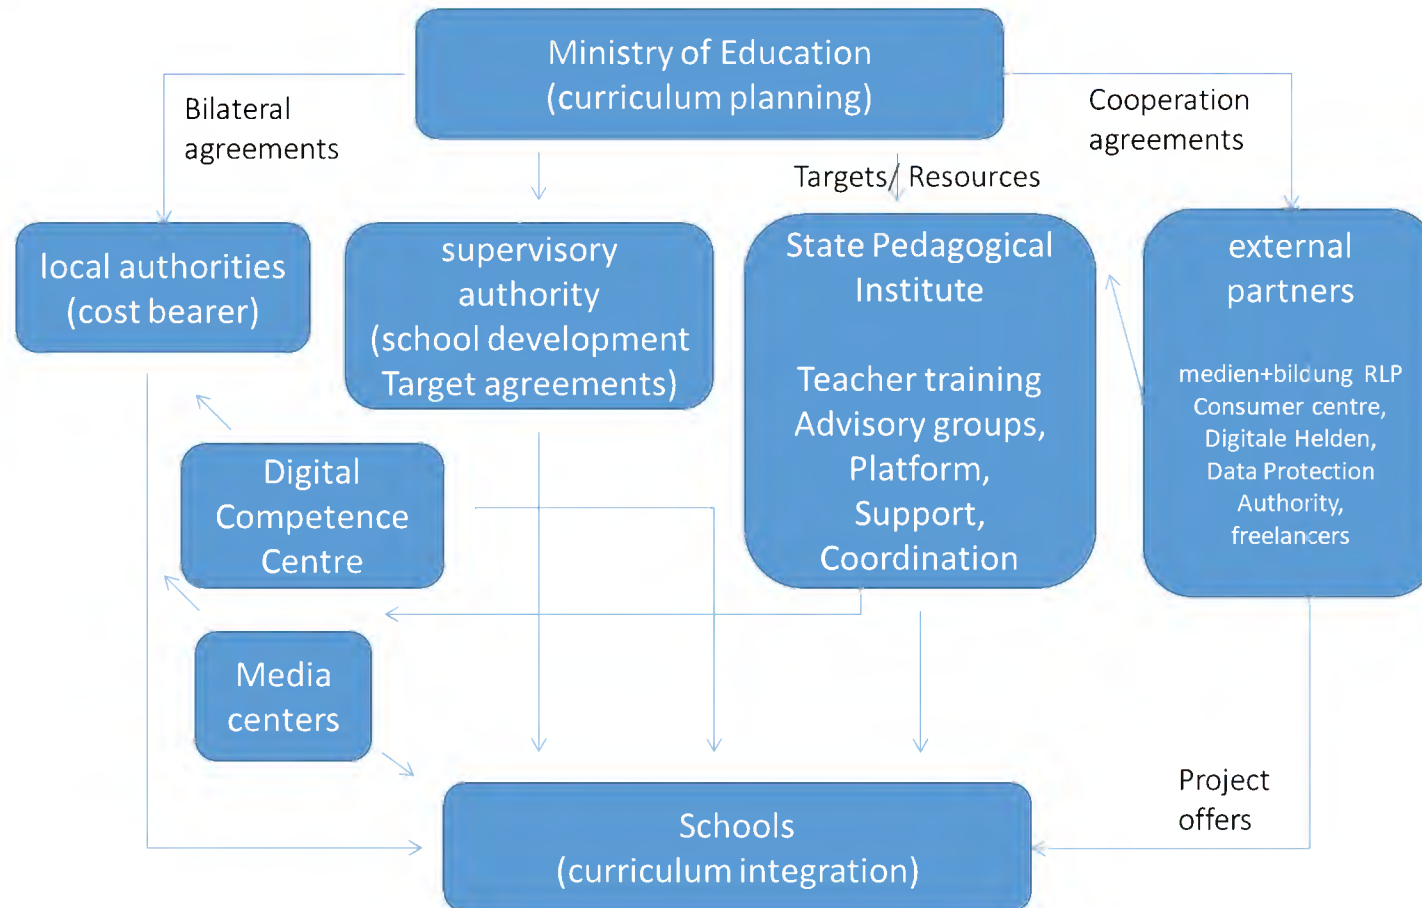 Ministry of Education
(curriculum planning)
Bilateral
agreements
Cooperation
agreements
Targets/ Resources
local authorities
(cost bearer)
supervisory
authority
(school development
Target agreements)
State Pedagogical
Institute
Teacher training
Advisory groups,
Platform,
Support,
Coordination
external
partners
medien+bildung RLP
Consumer centre,
Digitale Helden,
Data Protection
Authority,
freelancers
Digital
Competence
Centre
Media
centers
Project
offers
Schools
(curriculum integration)